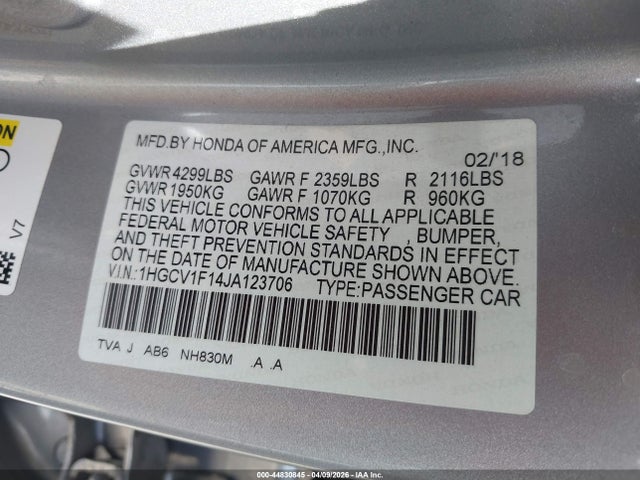 ON
V7
MFD.BY HONDA OF AMERICA MFG.,INC. 02/'18
GVWR 4299LBS GAWR F 2359LBS R 2116LBS
GVWR 1950KG GAWR F 1070KG R 960KG
THIS VEHICLE CONFORMS TO ALL APPLICABLE
FEDERAL MOTOR VEHICLE SAFETY , BUMPER,
AND THEFT PREVENTION STANDARDS IN EFFECT
ON THE DATE OF MANUFACTURE SHOWN ABOVE.
V.I.N.:1HGCV1F14JA123706 TYPE:PASSENGER CAR
TVA J AB6 NH830M .A .A
000-44830845 - 04/09/2026 - IAA Inc.